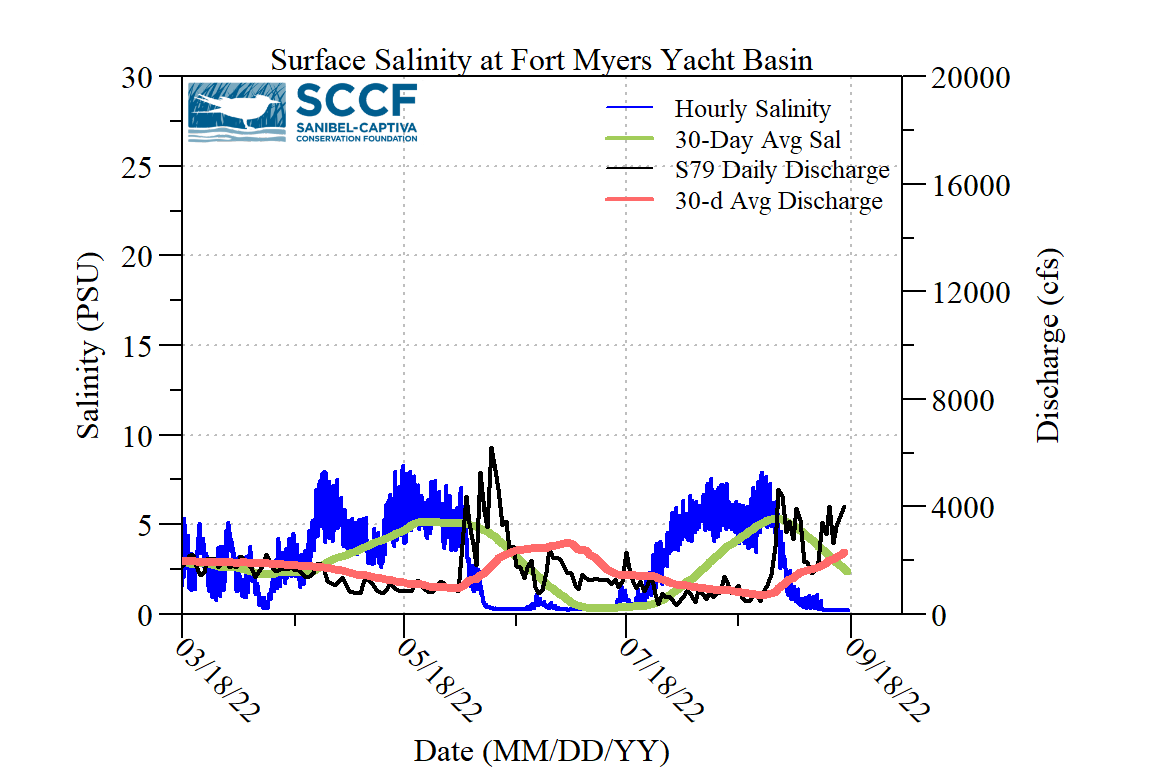 Surface Salinity at Fort Myers Yacht Basin
SCCF
SANIBEL-CAPTIVA
CONSERVATION FOUNDATION
Hourly Salinity
30-Day Avg Sal
S79 Daily Discharge
30-d Avg Discharge
Salinity (PSU)
30
25
20
15
10
5
0
Discharge (cfs)
20000
16000
12000
8000
4000
0
03/18/22
05/18/22
07/18/22
09/18/22
Date (MM/DD/YY)